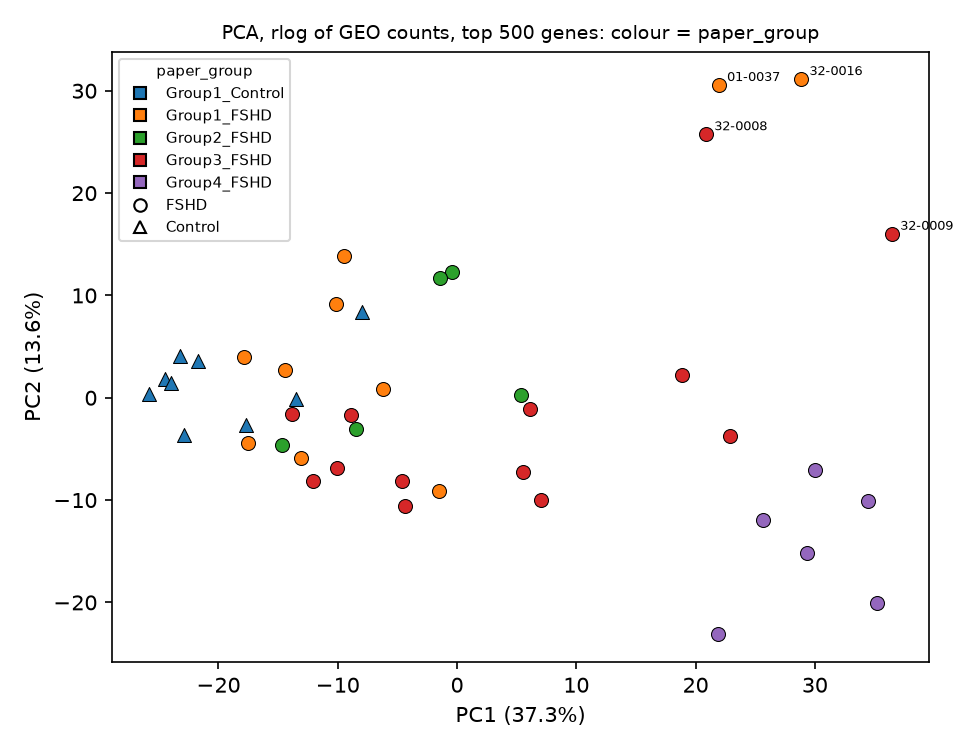 PCA, rlog of GEO counts, top 500 genes: colour = paper_group
paper_group
Group1_Control
Group1_FSHD
Group2_FSHD
Group3_FSHD
Group4_FSHD
FSHD
Control
01-0037
32-0016
32-0008
32-0009
30
20
10
0
−10
−20
PC2 (13.6%)
−20
−10
0
10
20
30
PC1 (37.3%)